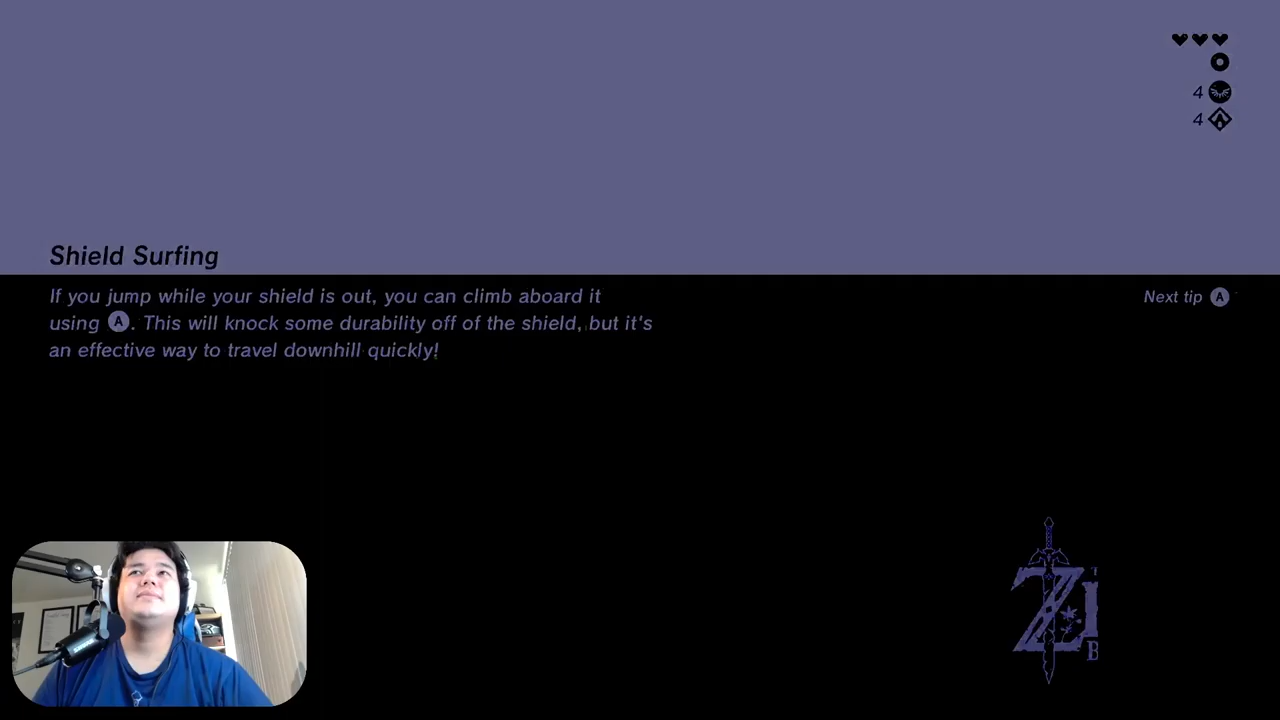 4
4
Shield Surfing
If you jump while your shield is out, you can climb aboard it
using A. This will knock some durability off of the shield, but it's
an effective way to travel downhill quickly!
Next tip A
Z